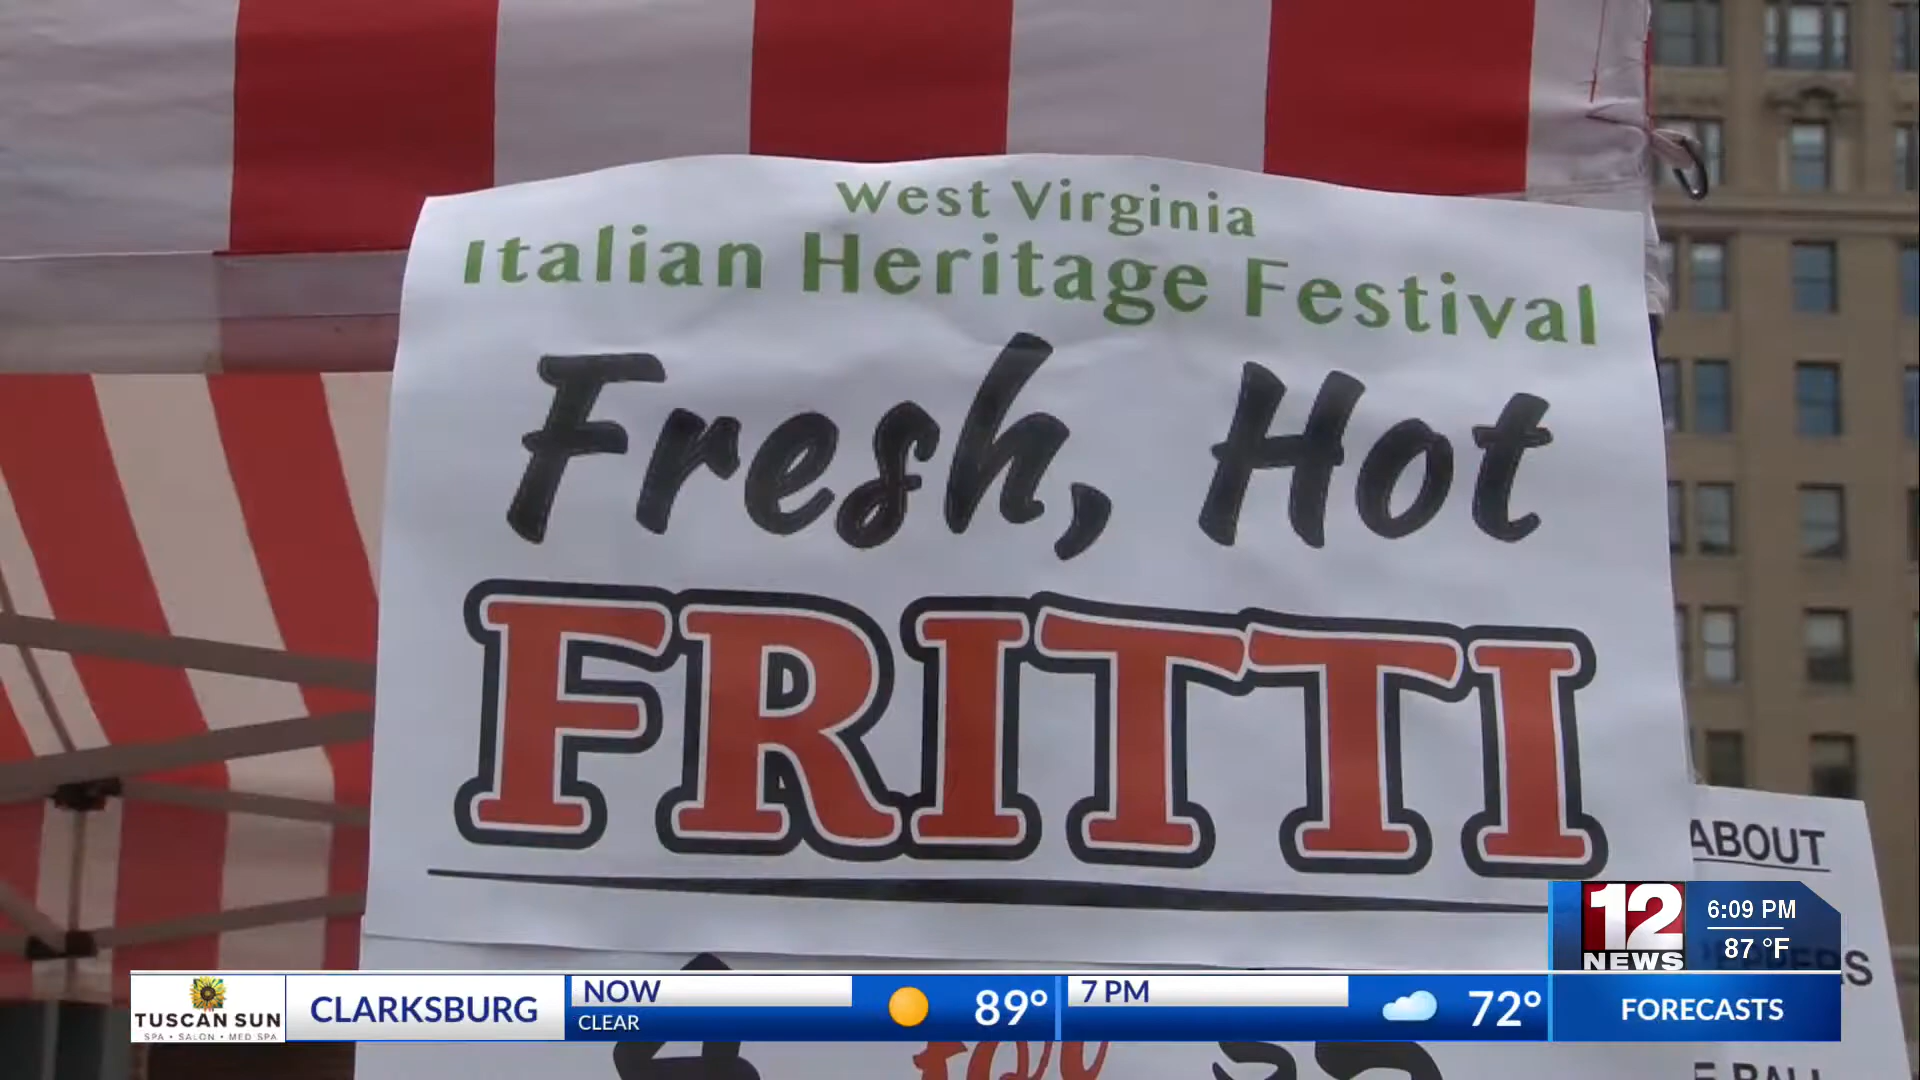 West Virginia
Italian Heritage Festival
Fresh, Hot
FRITTI
ABOUT
12
NEWS
6:09 PM
87 °F
TUSCAN SUN
SPA • SALON • MED SPA
CLARKSBURG
NOW
CLEAR
89°
7 PM
72°
FORECASTS
for